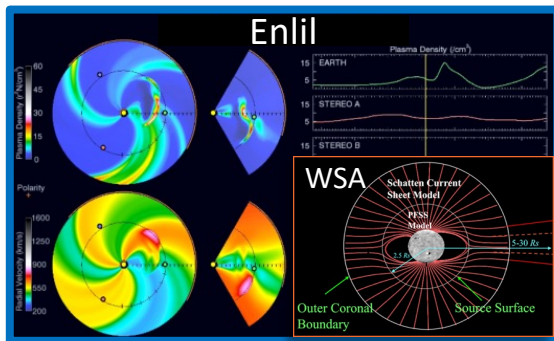 Enlil
Plasma Density (r²N/cm³)
0 15 30 45 60
Plasma Density (/cm³)
EARTH
15
5
STEREO A
15
5
STEREO B
15
Polarity
+
Radial Velocity (km/s)
200 550 900 1250 1600
WSA
Schatten Current
Sheet Model
PFSS
Model
2.5 Rs
5-30 Rs
Outer Coronal
Boundary
Source Surface